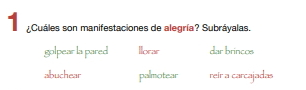 1 ¿Cuáles son manifestaciones de alegría? Subráyalas.
golpear la pared llorar dar brincos
abuchear palmotear reír a carcajadas